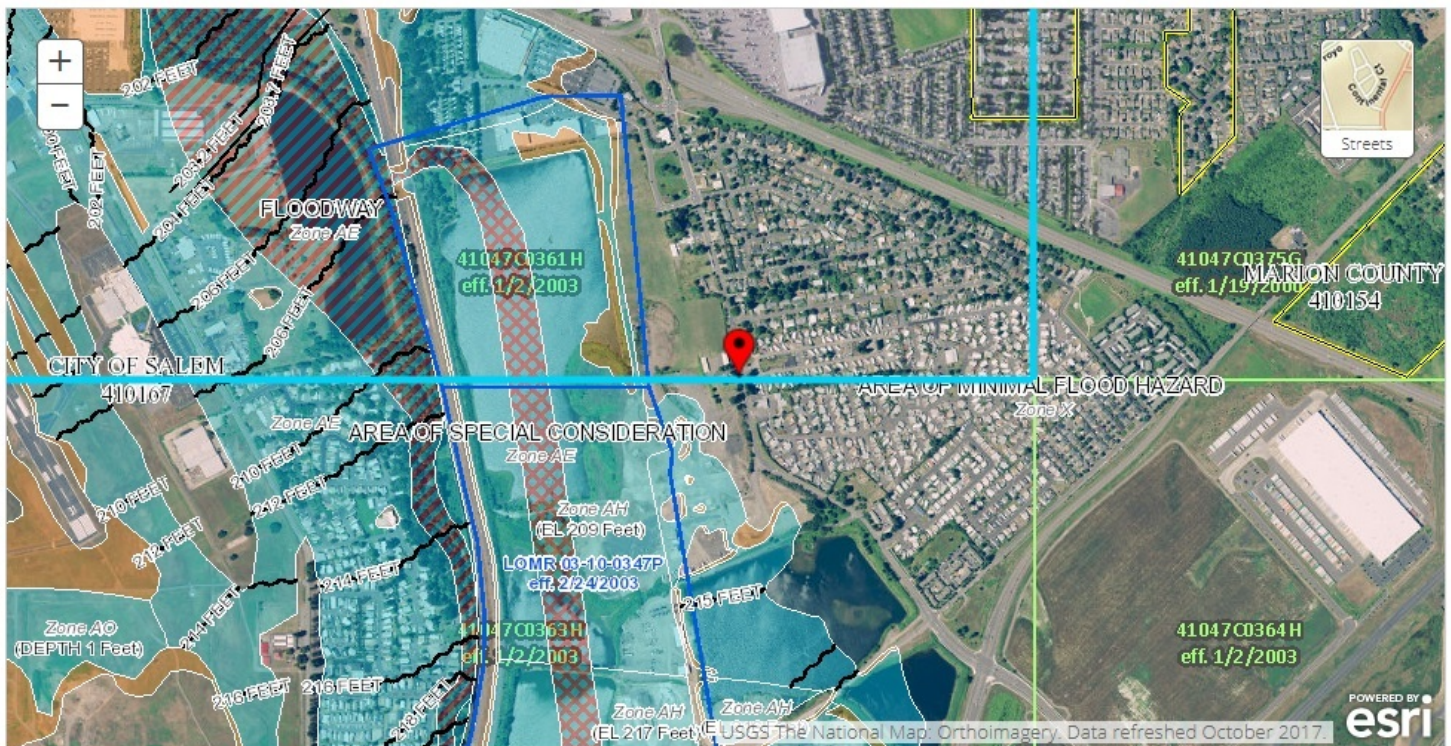 +
−
royo
Continental Ct
Streets
202 FEET
203.7 FEET
203.2 FEET
201 FEET
202 FEET
FLOODWAY
Zone AE
205 FEET
206 FEET
41047C0361H
eff. 1/2/2003
41047C0375G
eff. 1/19/2000
MARION COUNTY
410154
CITY OF SALEM
410167
AREA OF MINIMAL FLOOD HAZARD
Zone X
Zone AE
AREA OF SPECIAL CONSIDERATION
Zone AE
210 FEET
210 FEET
212 FEET
212 FEET
Zone AH
(EL 209 Feet)
LOMR 03-10-0347P
eff. 2/24/2003
214 FEET
214 FEET
215 FEET
Zone AO
(DEPTH 1 Feet)
41047C0363H
eff. 1/2/2003
41047C0364H
eff. 1/2/2003
216 FEET
216 FEET
218 FEET
Zone AH
(EL 217 Feet)
Zone AH
(E
USGS The National Map: Orthoimagery. Data refreshed October 2017.
POWERED BY
esri